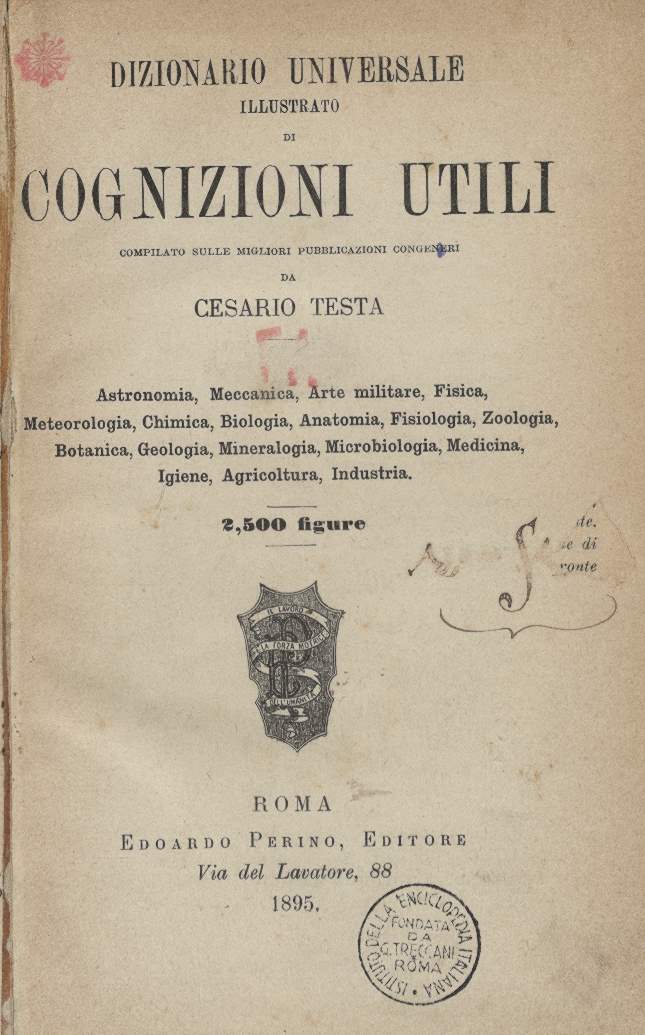 DIZIONARIO UNIVERSALE
ILLUSTRATO
DI
COGNIZIONI UTILI
COMPILATO SULLE MIGLIORI PUBBLICAZIONI CONGENERI
DA
CESARIO TESTA
Astronomia, Meccanica, Arte militare, Fisica,
Meteorologia, Chimica, Biologia, Anatomia, Fisiologia, Zoologia,
Botanica, Geologia, Mineralogia, Microbiologia, Medicina,
Igiene, Agricoltura, Industria.
2,500 figure
di
IL LAVORO
LA FORZA MOTRICE
DELL'UMANITÀ
ROMA
EDOARDO PERINO, EDITORE
Via del Lavatore, 88
1895.
ISTITUTO DELLA ENCICLOPEDIA ITALIANA
FONDATA
DA
G. TRECCANI
ROMA